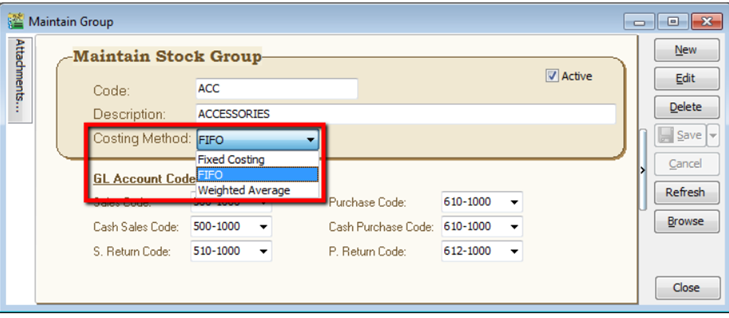 Maintain Group
Attachments...
Maintain Stock Group
Code: ACC
Active
Description: ACCESSORIES
Costing Method: FIFO
Fixed Costing
FIFO
Weighted Average
GL Account Code
Sales Code: 500-1000 Purchase Code: 610-1000
Cash Sales Code: 500-1000 Cash Purchase Code: 610-1000
S. Return Code: 510-1000 P. Return Code: 612-1000
New
Edit
Delete
Save
Cancel
Refresh
Browse
Close